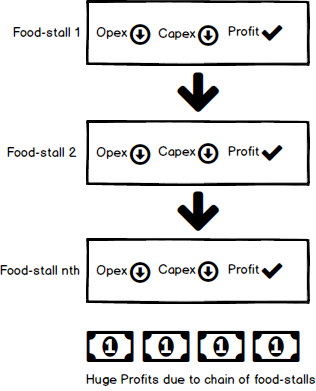 Food-stall 1 Opex Capex Profit
Food-stall 2 Opex Capex Profit
Food-stall nth Opex Capex Profit
1 1 1 1
Huge Profits due to chain of food-stalls